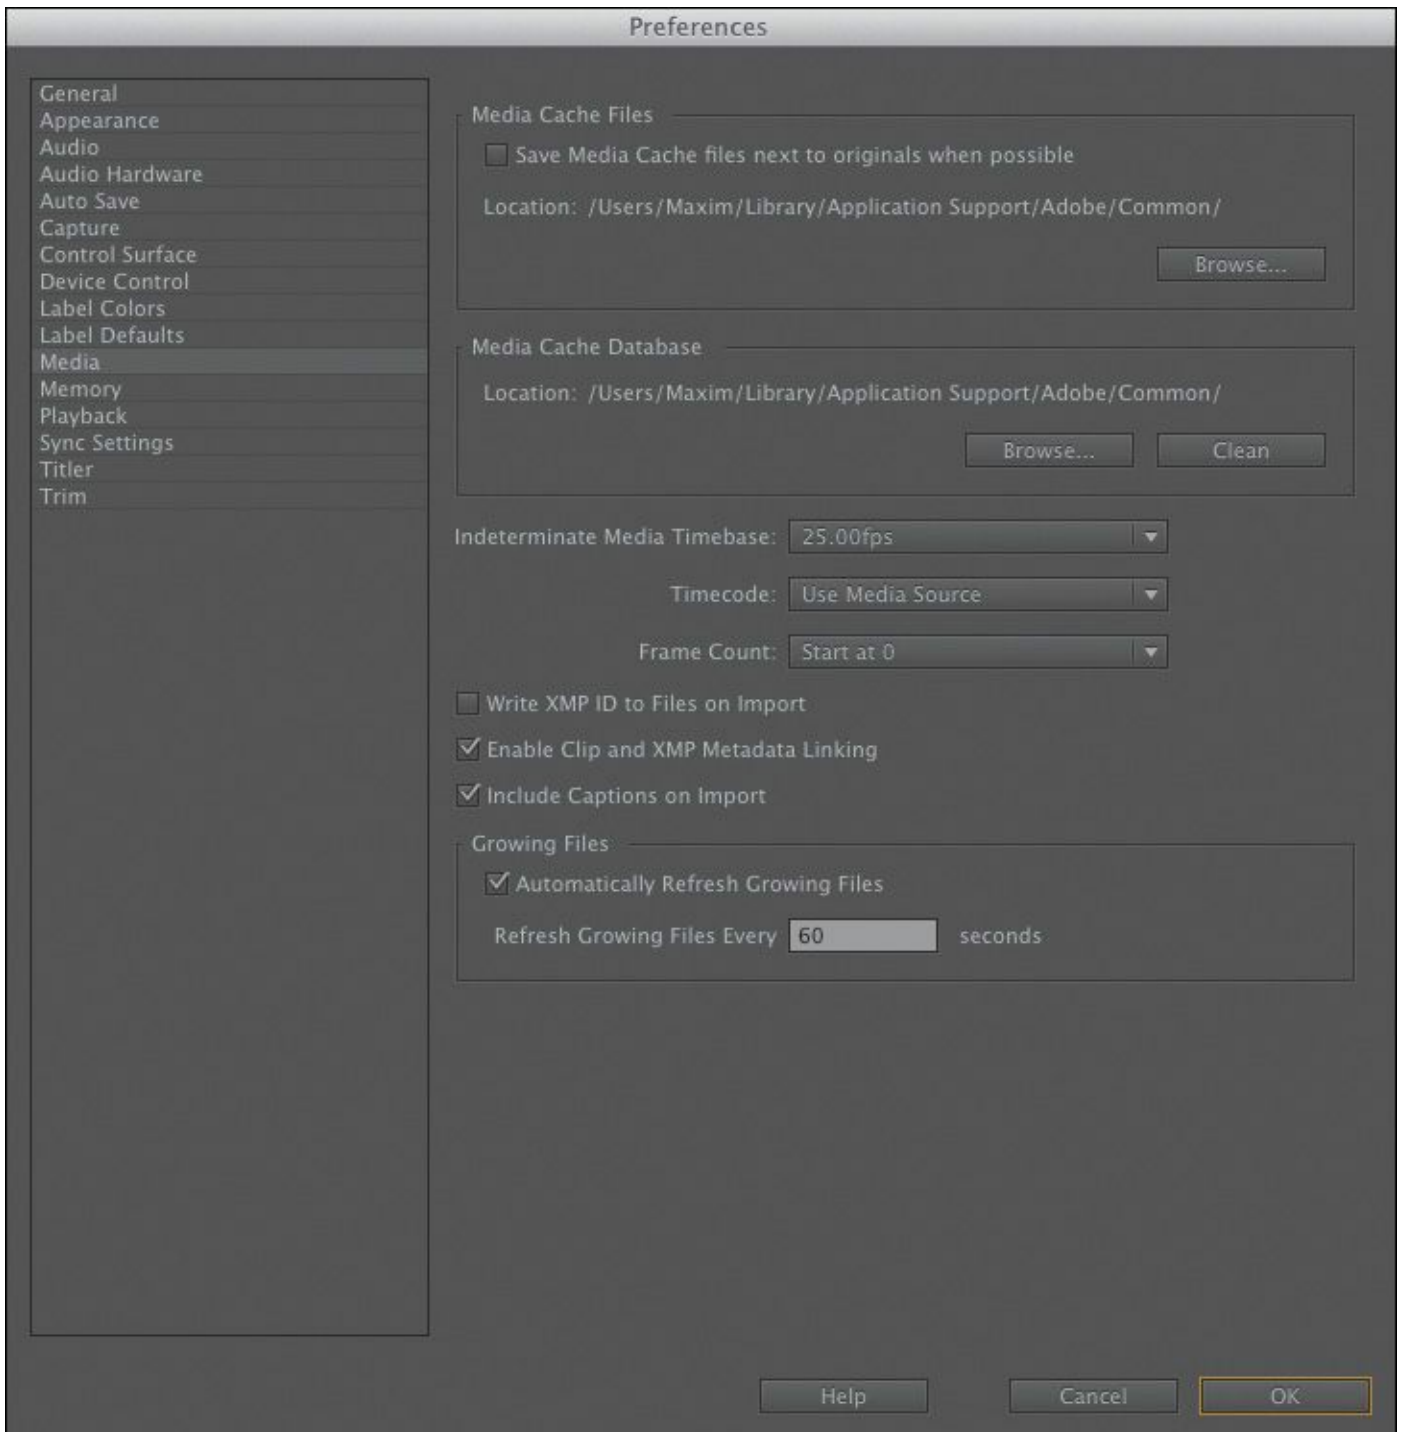 Preferences
General
Appearance
Audio
Audio Hardware
Auto Save
Capture
Control Surface
Device Control
Label Colors
Label Defaults
Media
Memory
Playback
Sync Settings
Titler
Trim
Media Cache Files
Save Media Cache files next to originals when possible
Location: /Users/Maxim/Library/Application Support/Adobe/Common/
Browse...
Media Cache Database
Location: /Users/Maxim/Library/Application Support/Adobe/Common/
Browse... Clean
Indeterminate Media Timebase: 25.00fps
Timecode: Use Media Source
Frame Count: Start at 0
Write XMP ID to Files on Import
Enable Clip and XMP Metadata Linking
Include Captions on Import
Growing Files
Automatically Refresh Growing Files
Refresh Growing Files Every 60 seconds
Help Cancel OK